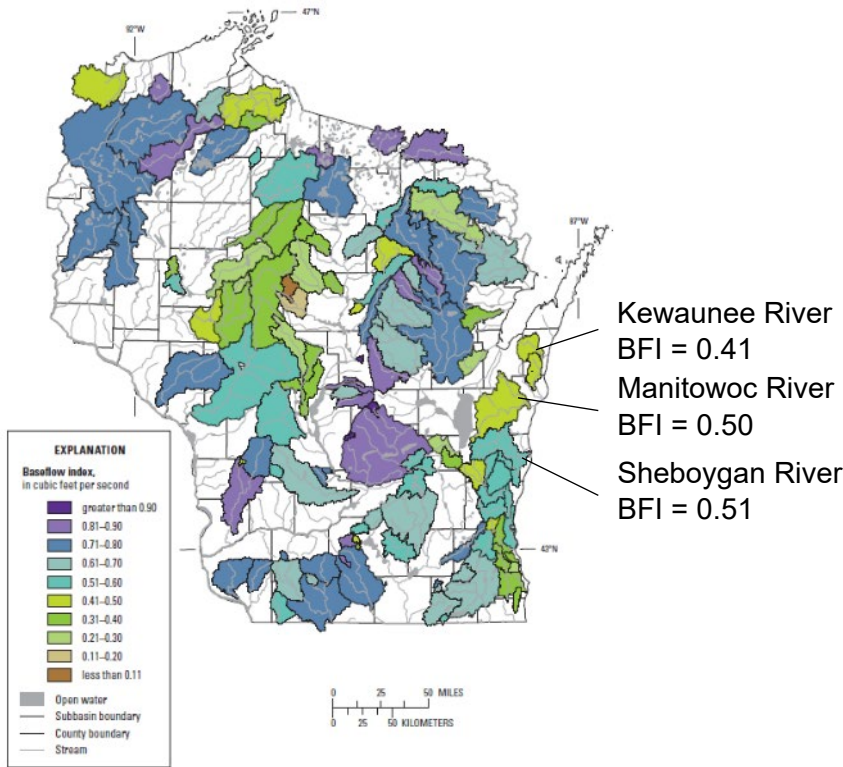 92°W
47°N
87°W
Kewaunee River
BFI = 0.41
Manitowoc River
BFI = 0.50
Sheboygan River
BFI = 0.51
EXPLANATION
Baseflow index,
in cubic feet per second
greater than 0.90
0.81–0.90
0.71–0.80
0.61–0.70
0.51–0.60
0.41–0.50
0.31–0.40
0.21–0.30
0.11–0.20
less than 0.11
Open water
Subbasin boundary
County boundary
Stream
43°N
0 25 50 MILES
0 25 50 KILOMETERS